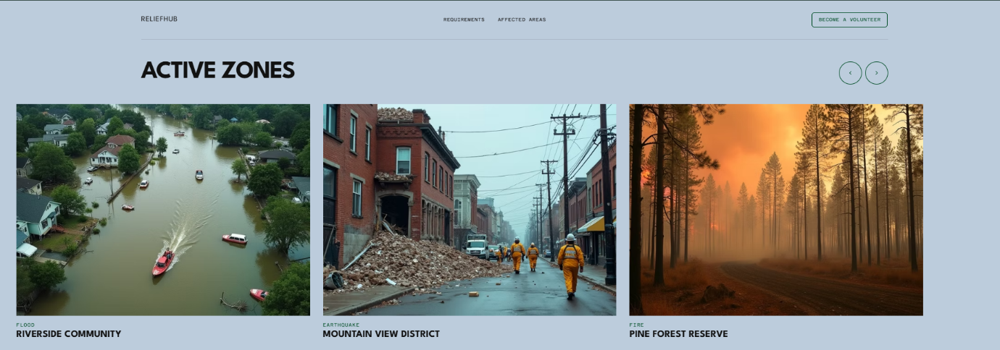 RELIEFHUB
REQUIREMENTS AFFECTED AREAS
BECOME A VOLUNTEER
ACTIVE ZONES
‹ ›
FLOOD
RIVERSIDE COMMUNITY
EARTHQUAKE
MOUNTAIN VIEW DISTRICT
FIRE
PINE FOREST RESERVE